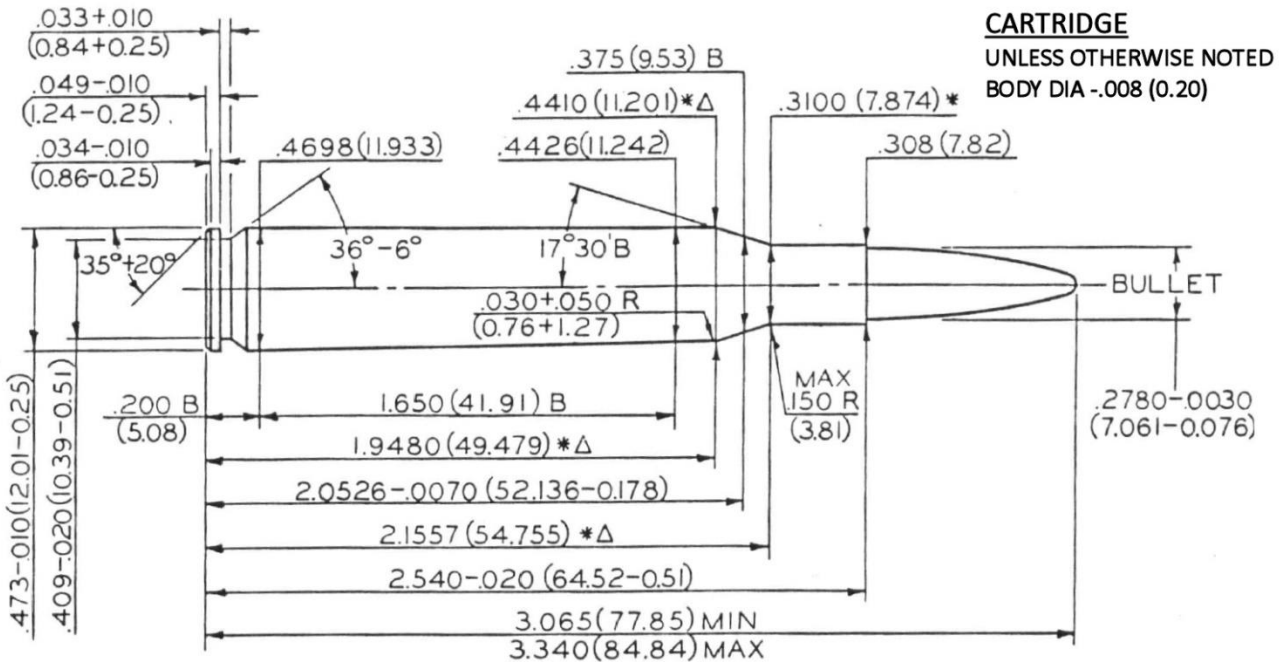 .033+.010
(0.84+0.25)
.049-.010
(1.24-0.25)
.034-.010
(0.86-0.25)
CARTRIDGE
UNLESS OTHERWISE NOTED
BODY DIA -.008 (0.20)
.375(9.53) B
.4410(11.201)*Δ
.3100(7.874)*
.4698(11.933)
.4426(11.242)
.308(7.82)
35°+20°
36°-6°
17°30'B
.030+.050 R
(0.76+1.27)
BULLET
.473-.010(12.01-0.25)
.409-.020(10.39-0.51)
.200 B
(5.08)
1.650(41.91) B
MAX
.150 R
(3.81)
.2780-.0030
(7.061-0.076)
1.9480(49.479)*Δ
2.0526-.0070(52.136-0.178)
2.1557(54.755)*Δ
2.540-.020(64.52-0.51)
3.065(77.85)MIN
3.340(84.84)MAX